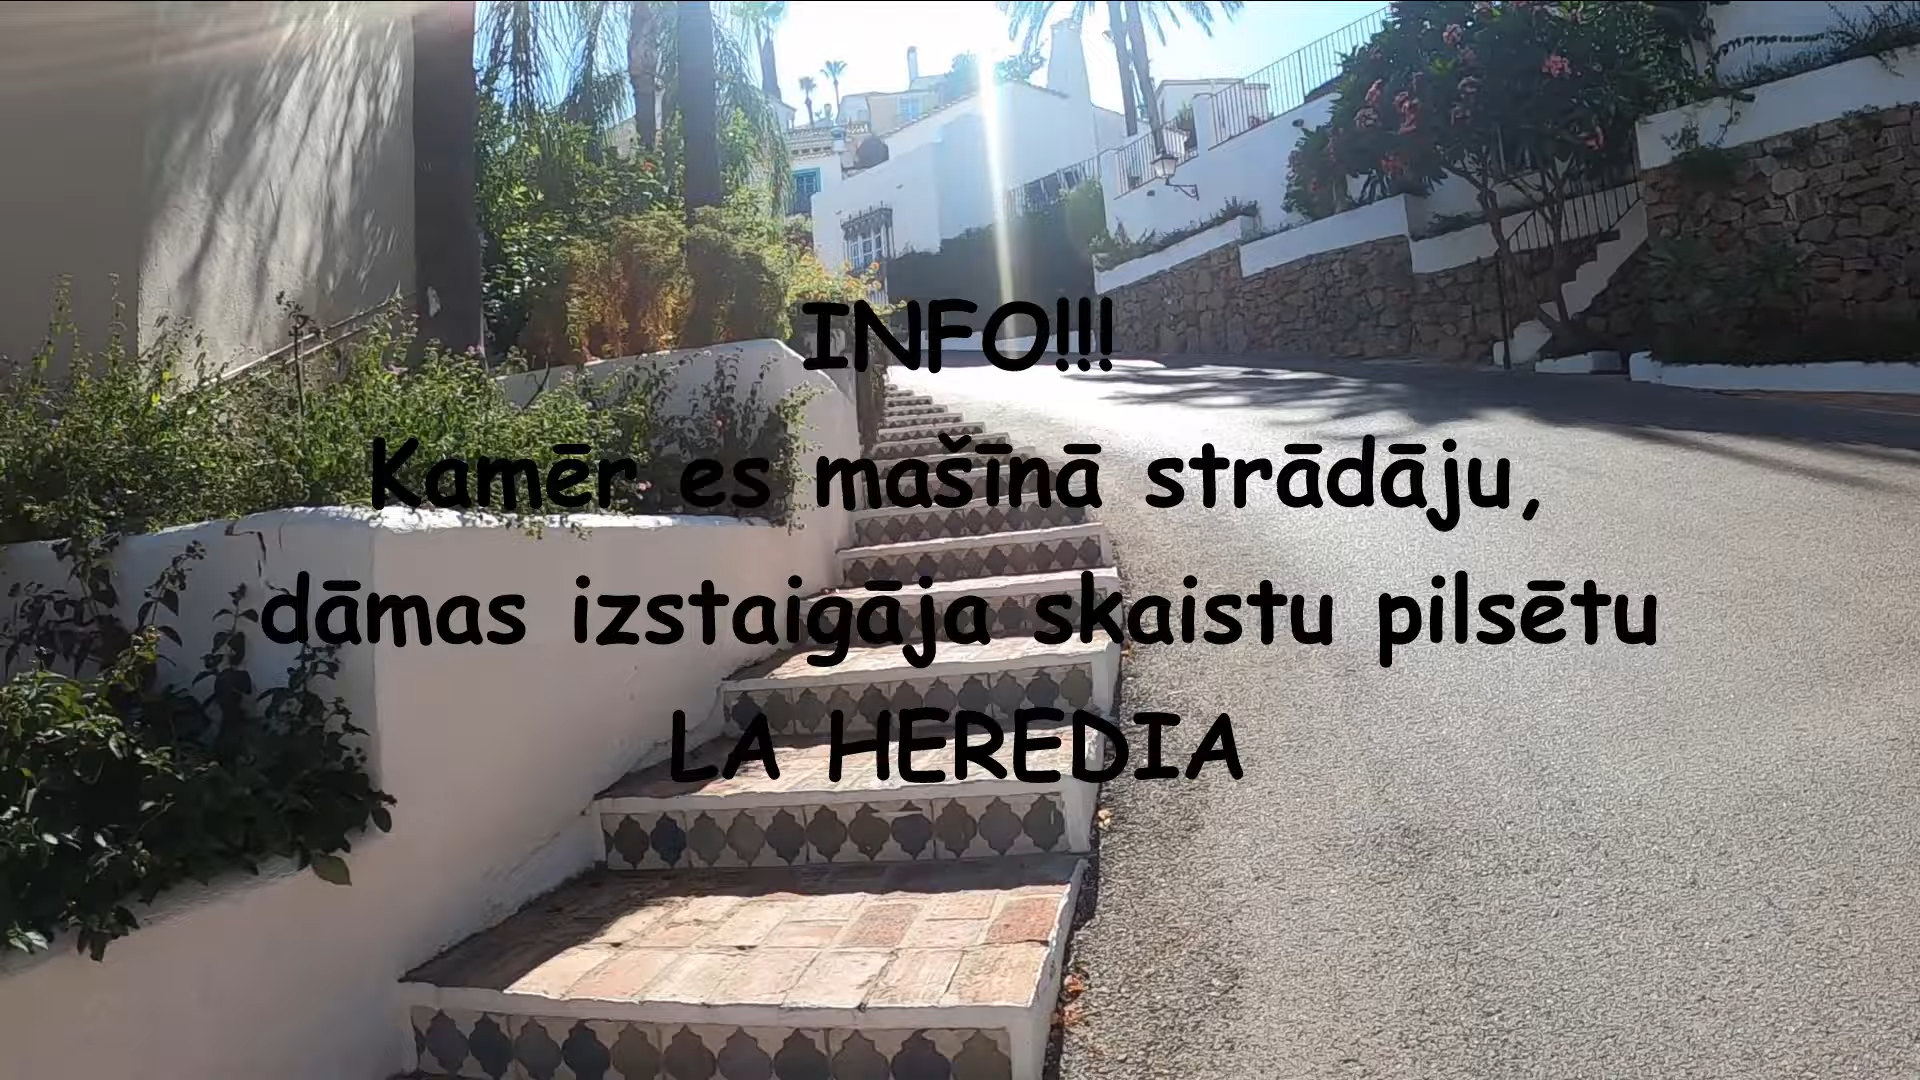 INFO!!!
Kamēr es mašīnā strādāju,
dāmas izstaigāja skaistu pilsētu
LA HEREDIA